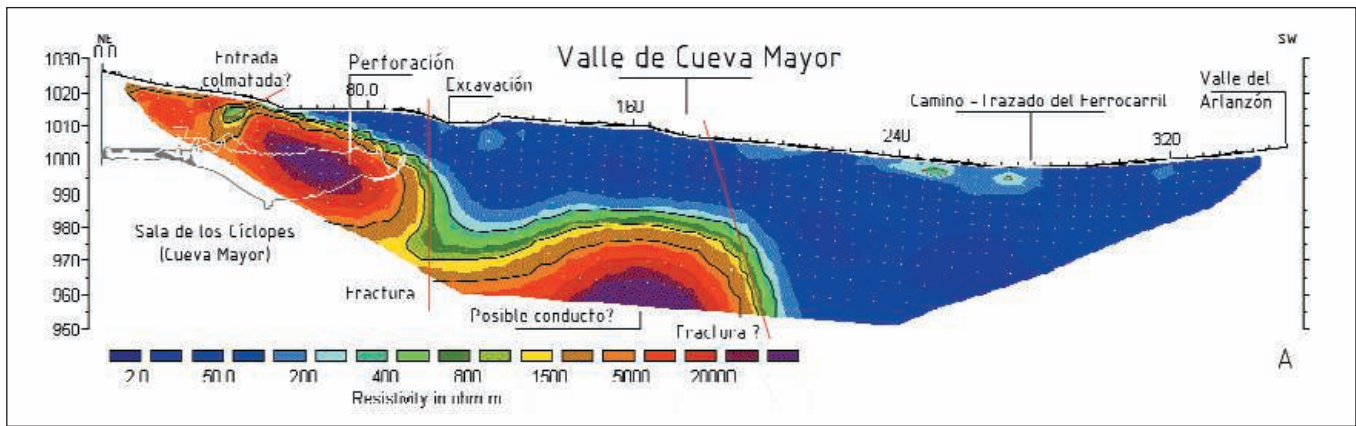 NE
SW
0.0
1030
1020
1010
1000
990
980
970
960
950
Entrada
colmatada?
Perforación
80.0
Excavación
Valle de Cueva Mayor
160
Camino - Trazado del Ferrocarril
240
Valle del
Arlanzón
320
Sala de los Cíclopes
(Cueva Mayor)
Fractura
Posible conducto?
Fractura ?
A
2.0 50.0 200 400 800 1500 5000 20000
Resistivity in ohm m